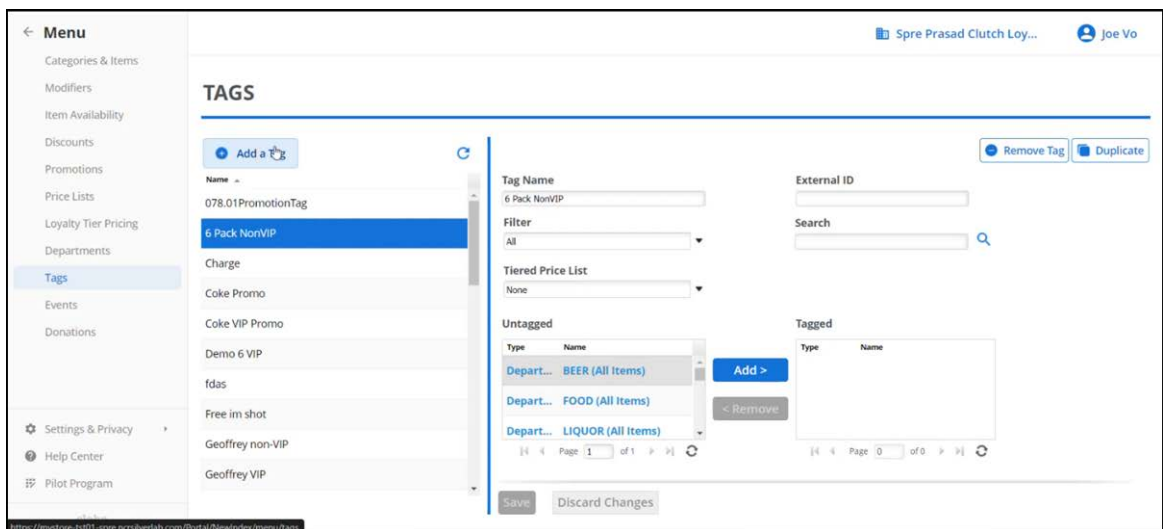 ← Menu
Spre Prasad Clutch Loy...
Joe Vo
Categories & Items
Modifiers
Item Availability
Discounts
Promotions
Price Lists
Loyalty Tier Pricing
Departments
Tags
Events
Donations
Settings & Privacy
Help Center
Pilot Program
TAGS
Add a Tag
Name
078.01PromotionTag
6 Pack NonVIP
Charge
Coke Promo
Coke VIP Promo
Demo 6 VIP
fdas
Free im shot
Geoffrey non-VIP
Geoffrey VIP
Remove Tag
Duplicate
Tag Name
6 Pack NonVIP
External ID
Filter
All
Search
Tiered Price List
None
Untagged
Type Name
Depart... BEER (All Items)
Depart... FOOD (All Items)
Depart... LIQUOR (All Items)
Page 1 of 1
Add >
< Remove
Tagged
Type Name
Page 0 of 0
Save
Discard Changes